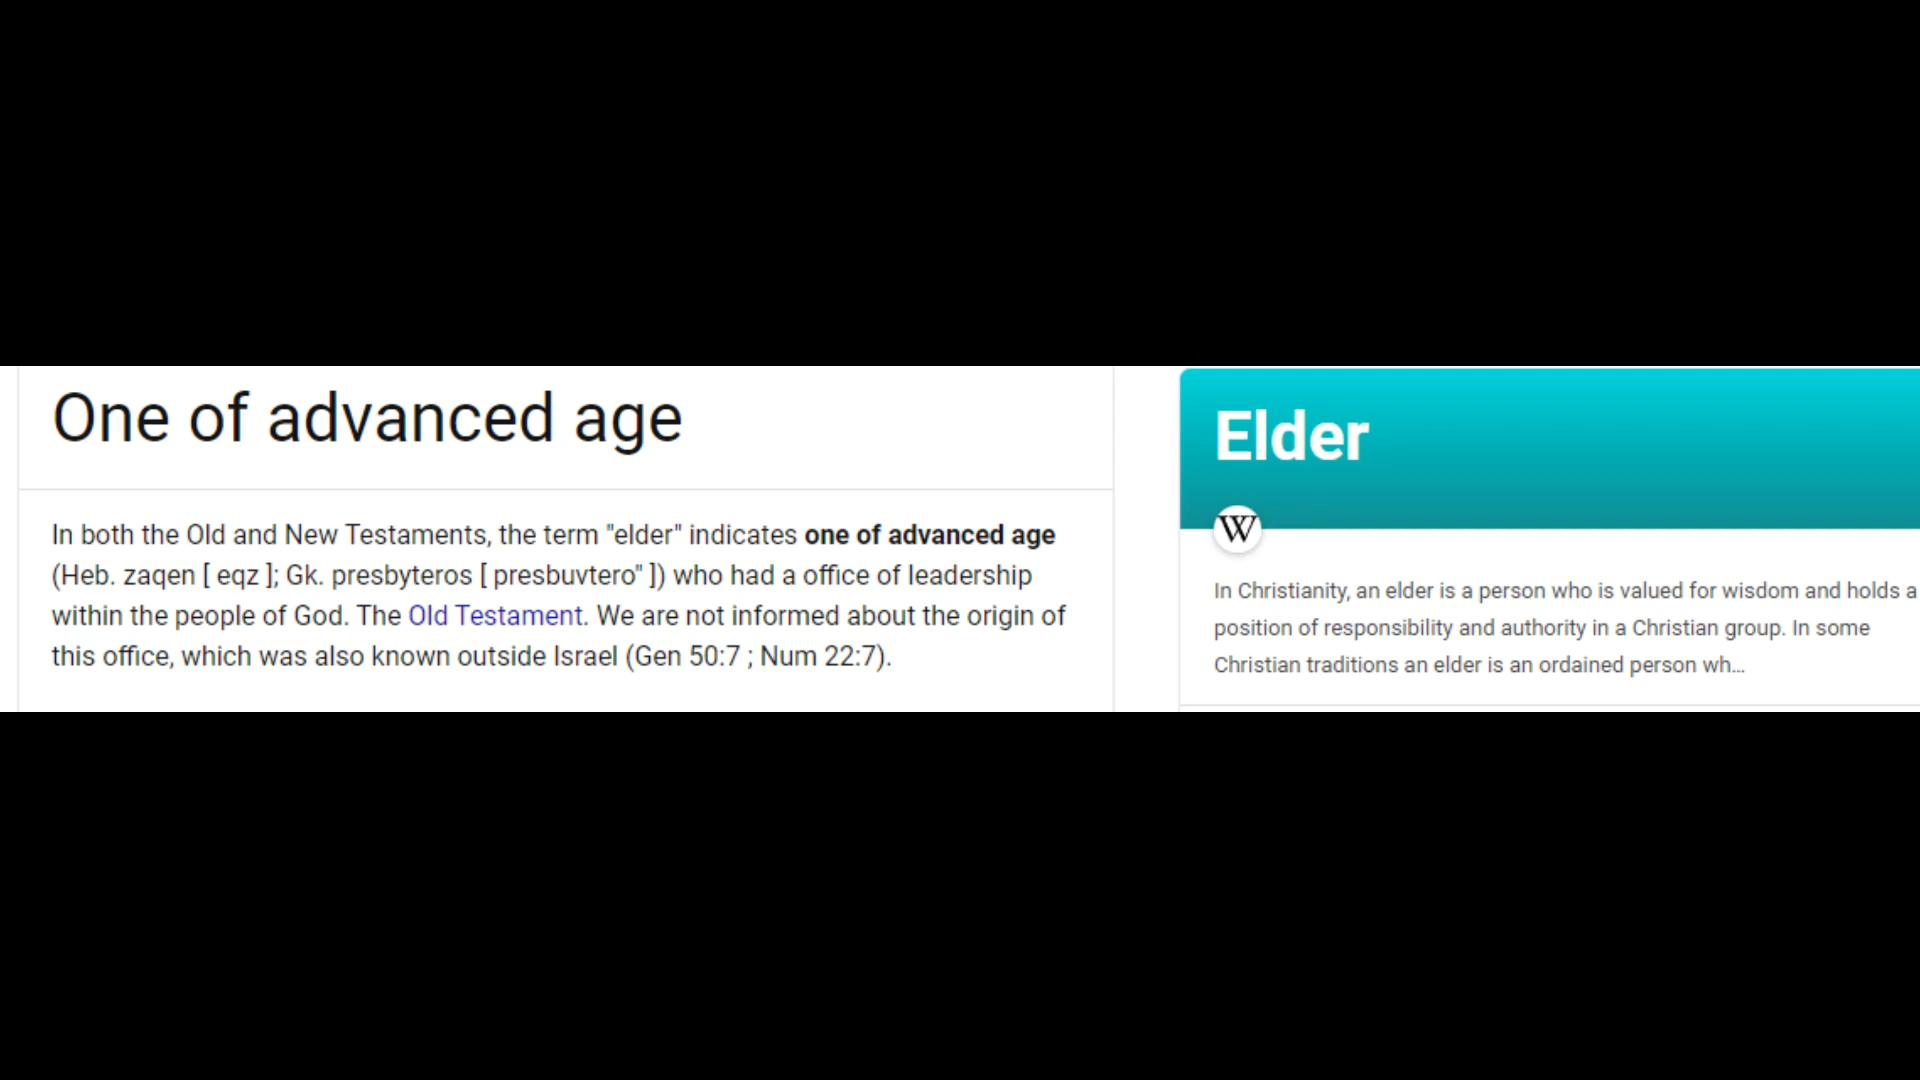 One of advanced age
In both the Old and New Testaments, the term "elder" indicates one of advanced age
(Heb. zaqen [ eqz ]; Gk. presbyteros [ presbuvtero" ]) who had a office of leadership
within the people of God. The Old Testament. We are not informed about the origin of
this office, which was also known outside Israel (Gen 50:7 ; Num 22:7).
Elder
W
In Christianity, an elder is a person who is valued for wisdom and holds a
position of responsibility and authority in a Christian group. In some
Christian traditions an elder is an ordained person wh...